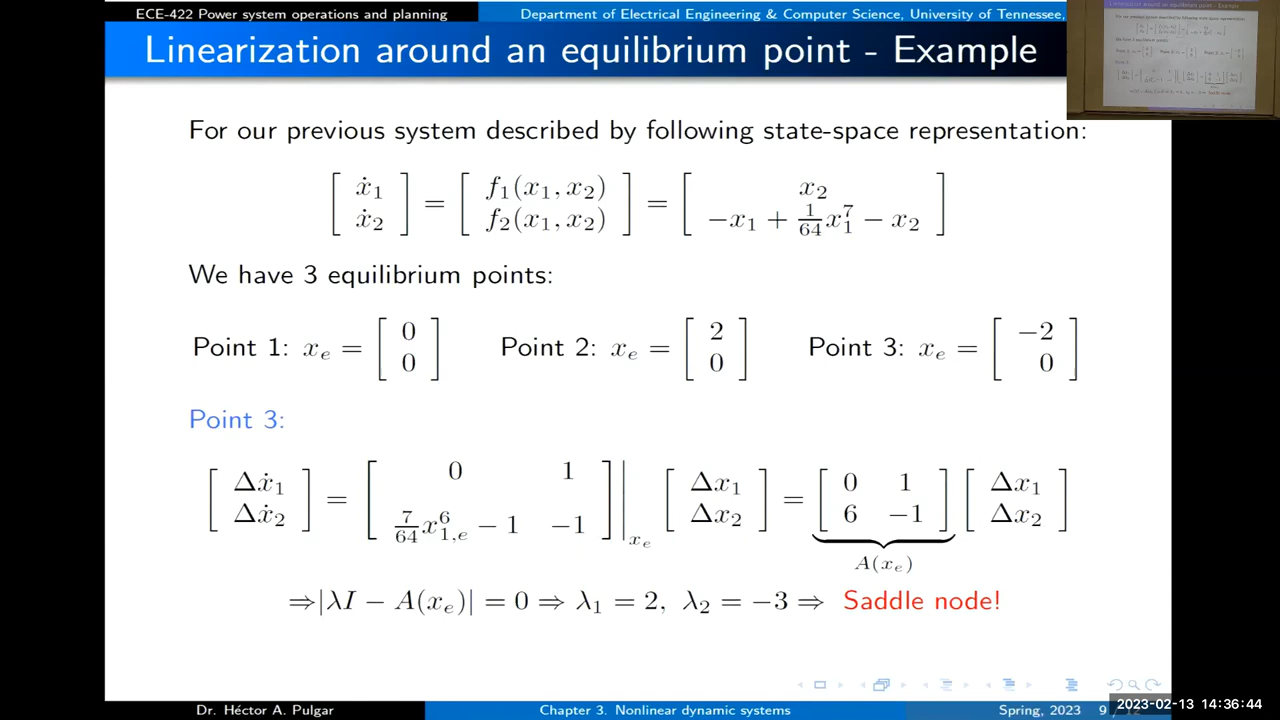 ECE-422 Power system operations and planning
Department of Electrical Engineering & Computer Science, University of Tennessee,
Linearization around an equilibrium point - Example
For our previous system described by following state-space representation:
[ẋ₁ ẋ₂] = [f₁(x₁, x₂) f₂(x₁, x₂)] = [x₂ −x₁ + 1/64 x₁⁷ − x₂]
We have 3 equilibrium points:
Point 1: xₑ = [0 0] Point 2: xₑ = [2 0] Point 3: xₑ = [−2 0]
Point 3:
[Δẋ₁ Δẋ₂] = [0 1 7/64 x₁,ₑ⁶ − 1 −1]|ₓₑ [Δx₁ Δx₂] = [0 1 6 −1] [Δx₁ Δx₂]
A(xₑ)
⇒|λI − A(xₑ)| = 0 ⇒ λ₁ = 2, λ₂ = −3 ⇒ Saddle node!
Dr. Héctor A. Pulgar
Chapter 3. Nonlinear dynamic systems
Spring, 2023 9 /
2023-02-13 14:36:44